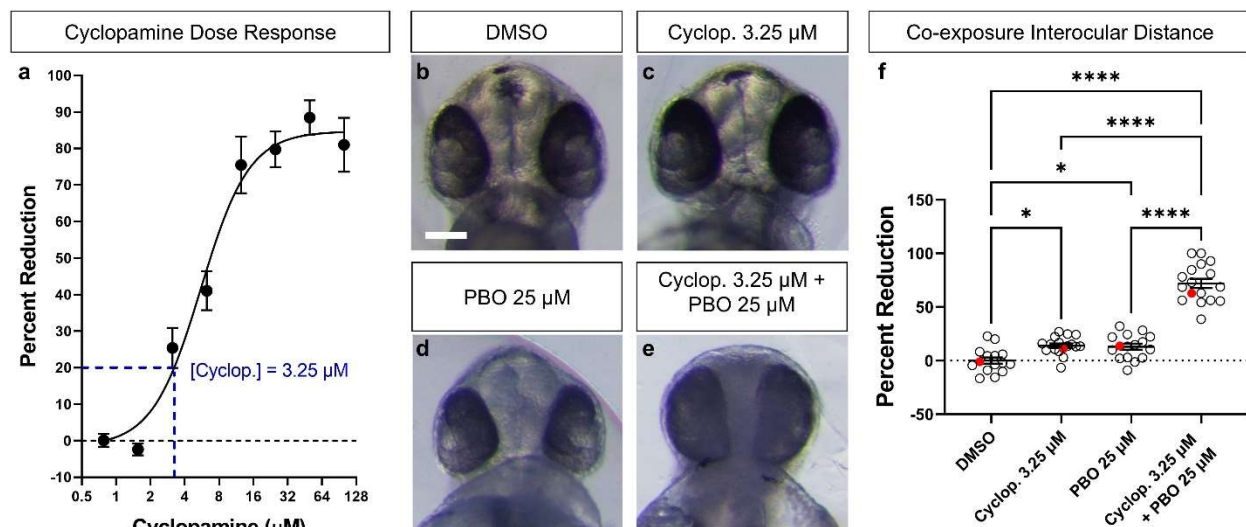 Cyclopamine Dose Response
DMSO
Cyclop. 3.25 µM
Co-exposure Interocular Distance
a
100
90
80
70
60
50
40
30
20
10
0
-10
Percent Reduction
[Cyclop.] = 3.25 µM
0.5 1 2 4 8 16 32 64 128
Cyclopamine (µM)
b
c
PBO 25 µM
Cyclop. 3.25 µM +
PBO 25 µM
d
e
f
****
****
*
*
****
100
50
0
-50
Percent Reduction
DMSO
Cyclop. 3.25 µM
PBO 25 µM
Cyclop. 3.25 µM
+ PBO 25 µM